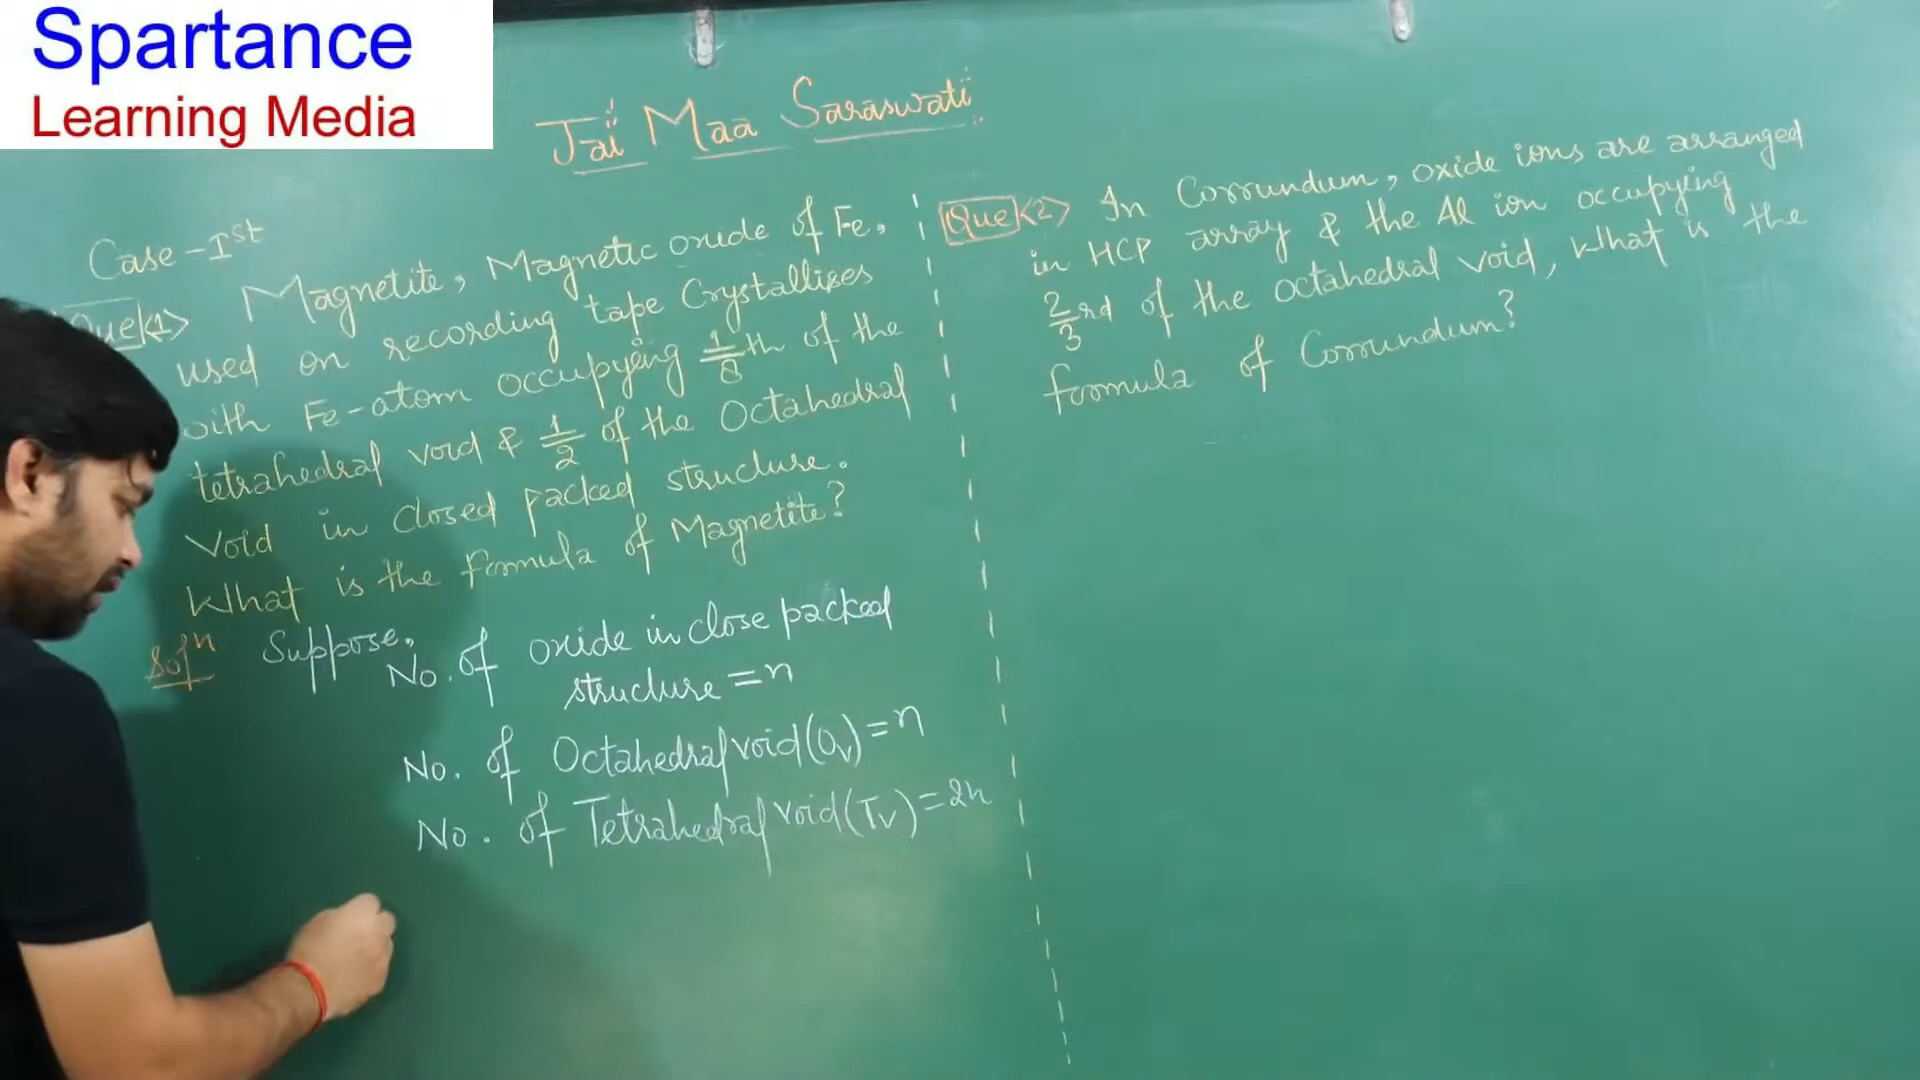 Spartance
Learning Media
Jai Maa Saraswati
Case-Ist
Que<1> Magnetite, Magnetic oxide of Fe,
used on recording tape Crystallises
with Fe-atom occupying 1/8th of the
tetrahedral void & 1/2 of the Octahedral
Void in Closed packed structure.
What is the formula of Magnetite?
Soln Suppose,
No. of oxide in close packed
structure = n
No. of Octahedral void (Ov) = n
No. of Tetrahedral void (Tv) = 2n
Que<2> In Corrundum, oxide ions are arranged
in HCP array & the Al ion occupying
2/3rd of the octahedral void, What is the
formula of Corrundum?